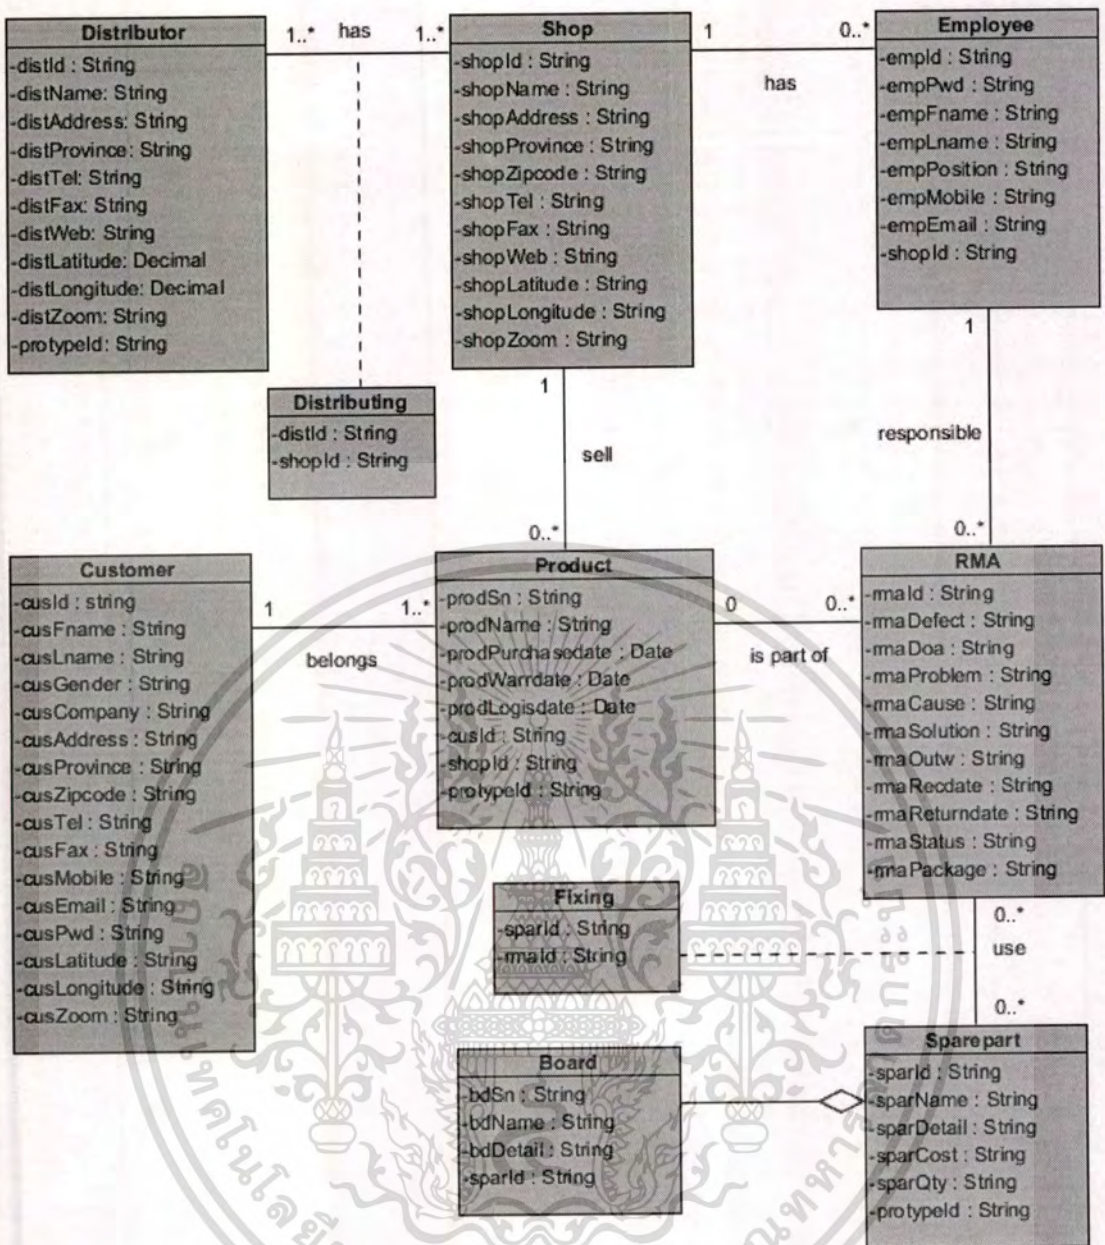 Distributor
-distId : String
-distName: String
-distAddress: String
-distProvince: String
-distTel: String
-distFax: String
-distWeb: String
-distLatitude: Decimal
-distLongitude: Decimal
-distZoom: String
-protypeId: String
1..* has 1..*
Shop
-shopId : String
-shopName : String
-shopAddress : String
-shopProvince : String
-shopZipcode : String
-shopTel : String
-shopFax : String
-shopWeb : String
-shopLatitude : String
-shopLongitude : String
-shopZoom : String
1 0..*
has
Employee
-empId : String
-empPwd : String
-empFname : String
-empLname : String
-empPosition : String
-empMobile : String
-empEmail : String
-shopId : String
Distributing
-distId : String
-shopId : String
1
sell
0..*
1
responsible
0..*
Customer
-cusId : string
-cusFname : String
-cusLname : String
-cusGender : String
-cusCompany : String
-cusAddress : String
-cusProvince : String
-cusZipcode : String
-cusTel : String
-cusFax : String
-cusMobile : String
-cusEmail : String
-cusPwd : String
-cusLatitude : String
-cusLongitude : String
-cusZoom : String
1 1..*
belongs
Product
-prodSn : String
-prodName : String
-prodPurchasedate : Date
-prodWarrdate : Date
-prodLogisdate : Date
-cusId : String
-shopId : String
-protypeId : String
0 0..*
is part of
RMA
-rmaId : String
-rmaDefect : String
-rmaDoa : String
-rmaProblem : String
-rmaCause : String
-rmaSolution : String
-rmaOutw : String
-rmaRecdate : String
-rmaReturndate : String
-rmaStatus : String
-rmaPackage : String
Fixing
-sparId : String
-rmaId : String
0..*
use
0..*
Board
-bdSn : String
-bdName : String
-bdDetail : String
-sparId : String
Sparepart
-sparId : String
-sparName : String
-sparDetail : String
-sparCost : String
-sparQty : String
-protypeId : String